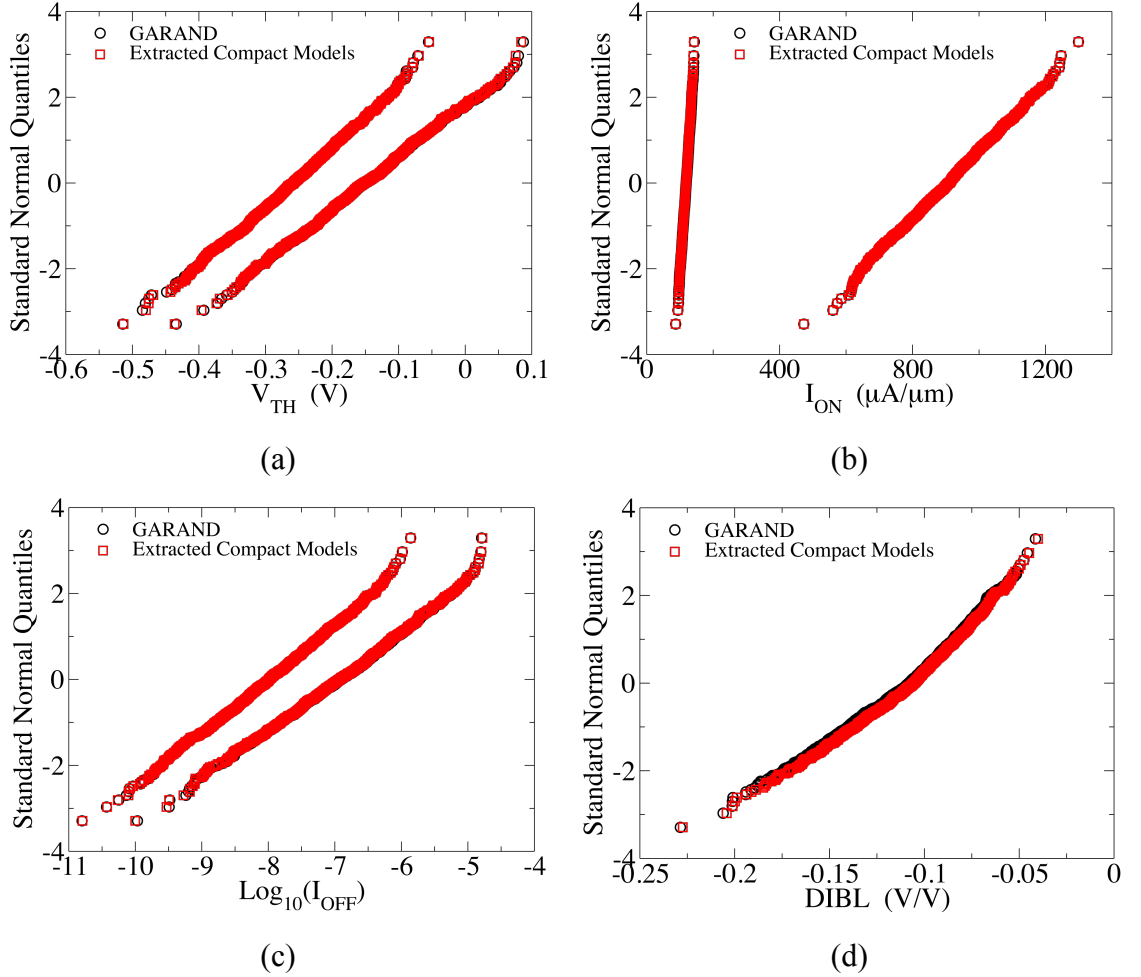 GARAND
Extracted Compact Models
Standard Normal Quantiles
4
2
0
-2
-4
-0.6 -0.5 -0.4 -0.3 -0.2 -0.1 0 0.1
V_TH (V)
(a)
GARAND
Extracted Compact Models
Standard Normal Quantiles
4
2
0
-2
-4
0 400 800 1200
I_ON (μA/μm)
(b)
GARAND
Extracted Compact Models
Standard Normal Quantiles
4
2
0
-2
-4
-11 -10 -9 -8 -7 -6 -5 -4
Log_10(I_OFF)
(c)
GARAND
Extracted Compact Models
Standard Normal Quantiles
4
2
0
-2
-4
-0.25 -0.2 -0.15 -0.1 -0.05 0
DIBL (V/V)
(d)